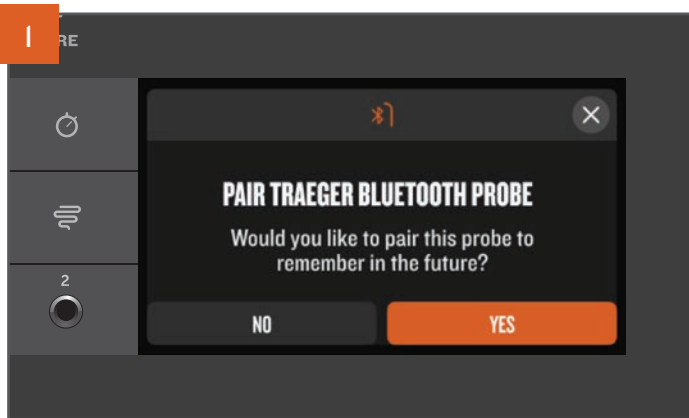 1
RE
PAIR TRAEGER BLUETOOTH PROBE
Would you like to pair this probe to
remember in the future?
2
NO
YES